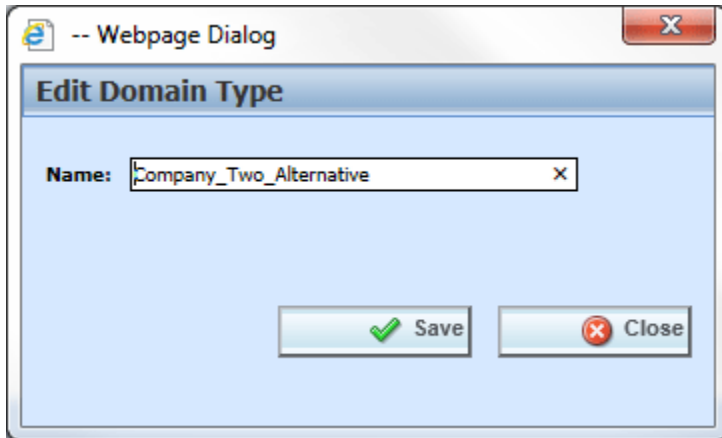 -- Webpage Dialog
Edit Domain Type
Name: Company_Two_Alternative
Save Close